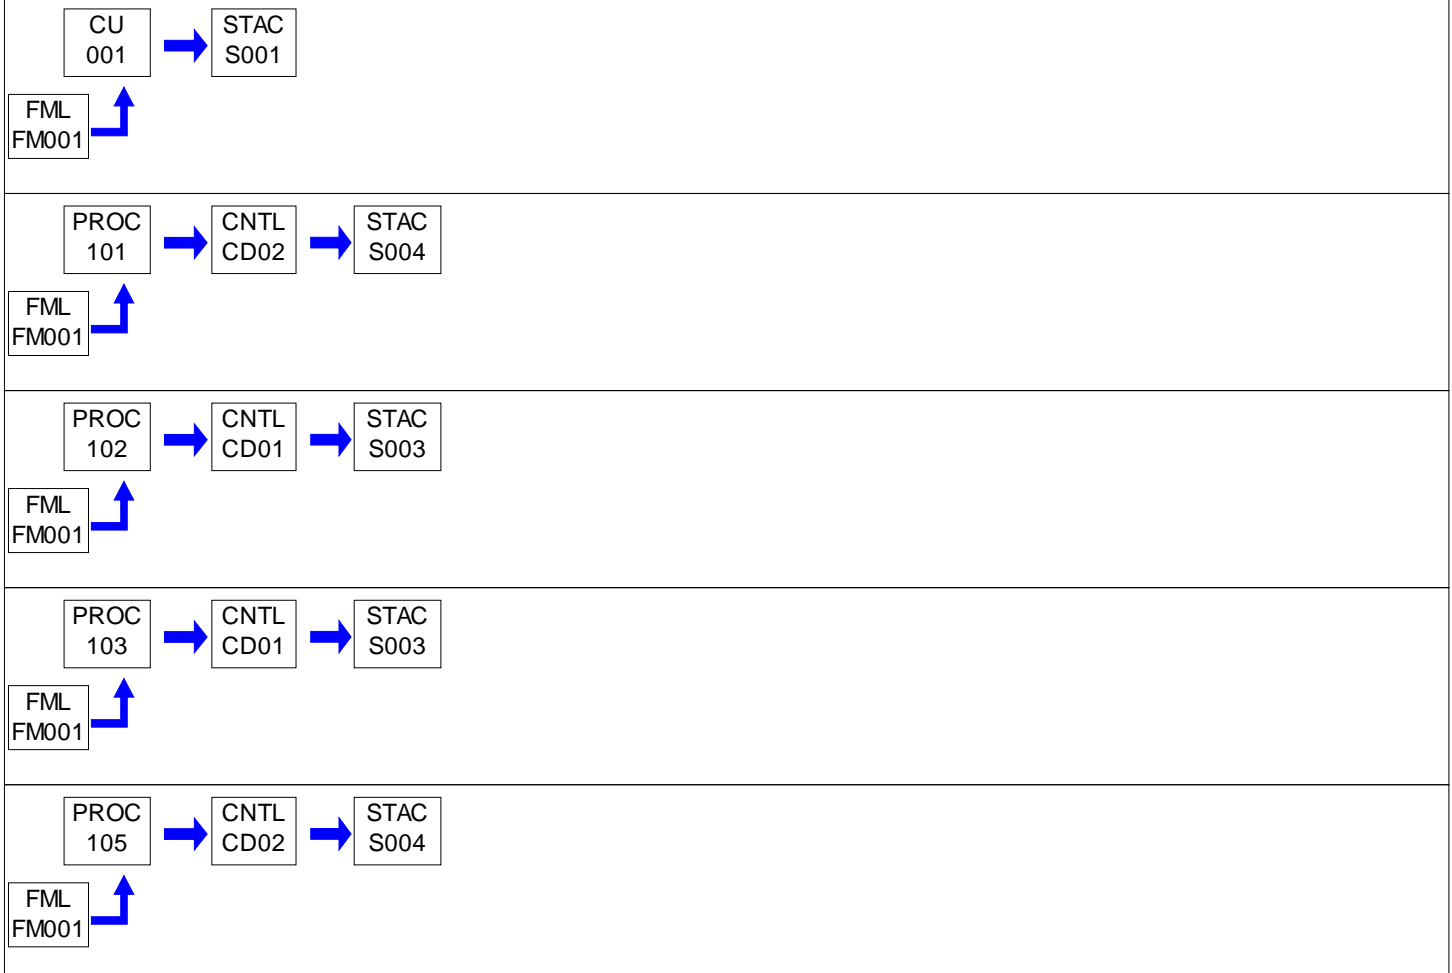 CU
001
STAC
S001
FML
FM001
PROC
101
CNTL
CD02
STAC
S004
FML
FM001
PROC
102
CNTL
CD01
STAC
S003
FML
FM001
PROC
103
CNTL
CD01
STAC
S003
FML
FM001
PROC
105
CNTL
CD02
STAC
S004
FML
FM001